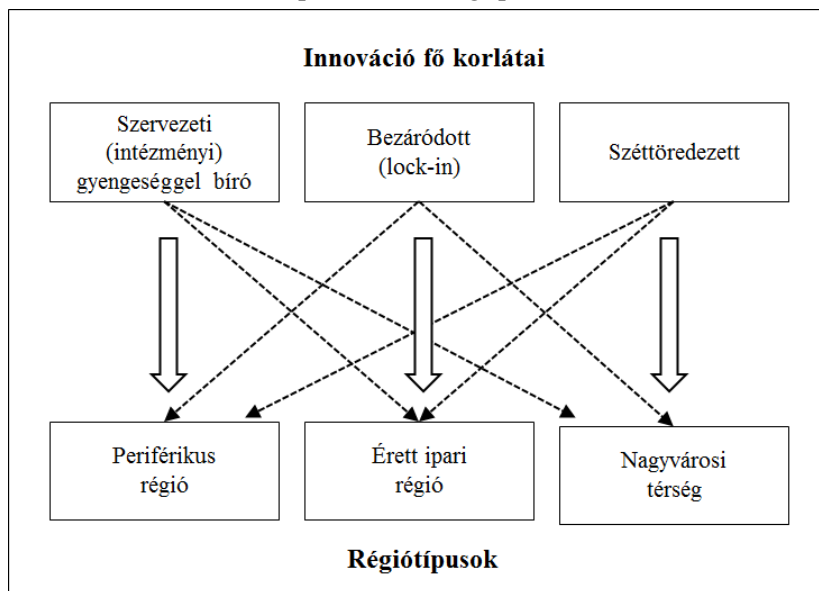 Innováció fő korlátai
Szervezeti
(intézményi)
gyengeséggel bíró
Bezáródott
(lock-in)
Széttöredezett
Periférikus
régió
Érett ipari
régió
Nagyvárosi
térség
Régiótípusok